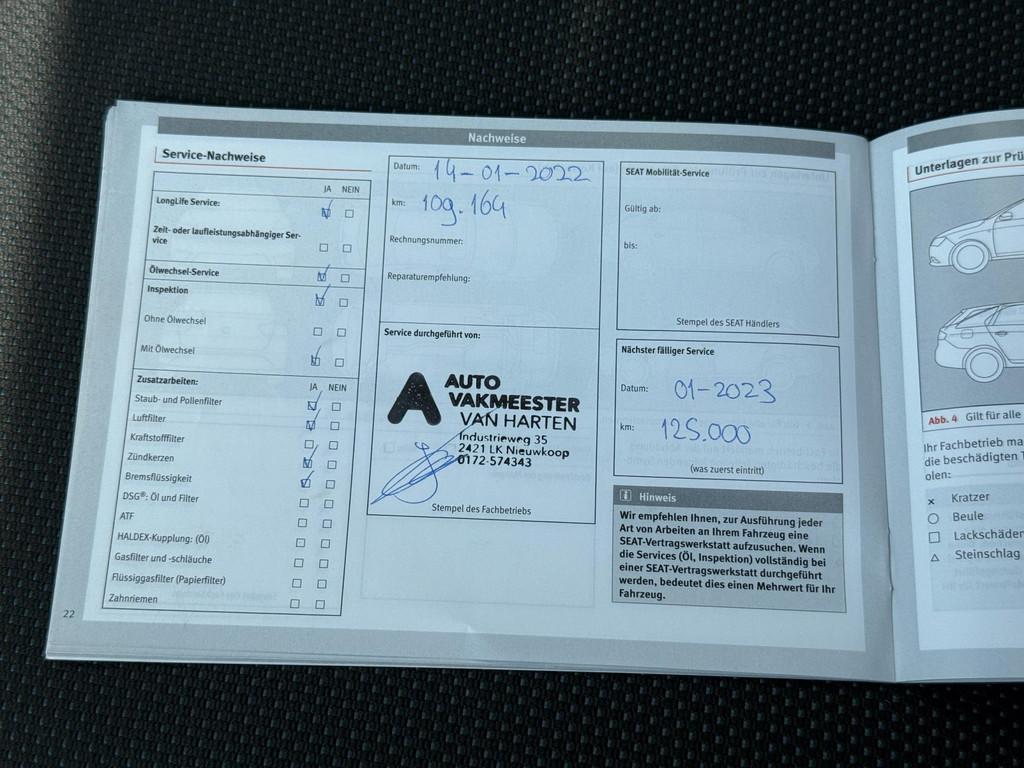 Nachweise
Service-Nachweise
JA NEIN
LongLife Service:
Zeit- oder laufleistungsabhängiger Ser-
vice
Ölwechsel-Service
Inspektion
Ohne Ölwechsel
Mit Ölwechsel
Zusatzarbeiten: JA NEIN
Staub- und Pollenfilter
Luftfilter
Kraftstofffilter
Zündkerzen
Bremsflüssigkeit
DSG®: Öl und Filter
ATF
HALDEX-Kupplung: (Öl)
Gasfilter und -schläuche
Flüssiggasfilter (Papierfilter)
Zahnriemen
22
Datum: 14-01-2022
km: 109.164
Rechnungsnummer:
Reparaturempfehlung:
Service durchgeführt von:
A AUTO
VAKMEESTER
VAN HARTEN
Industrieweg 35
2421 LK Nieuwkoop
0172-574343
Stempel des Fachbetriebs
SEAT Mobilität-Service
Gültig ab:
bis:
Stempel des SEAT Händlers
Nächster fälliger Service
Datum: 01-2023
km: 125.000
(was zuerst eintritt)
i Hinweis
Wir empfehlen Ihnen, zur Ausführung jeder
Art von Arbeiten an Ihrem Fahrzeug eine
SEAT-Vertragswerkstatt aufzusuchen. Wenn
die Services (Öl, Inspektion) vollständig bei
einer SEAT-Vertragswerkstatt durchgeführt
werden, bedeutet dies einen Mehrwert für Ihr
Fahrzeug.
Unterlagen zur Prü
Abb. 4 Gilt für alle
Ihr Fachbetrieb ma
die beschädigten T
olen:
Kratzer
Beule
Lackschäden
Steinschlag